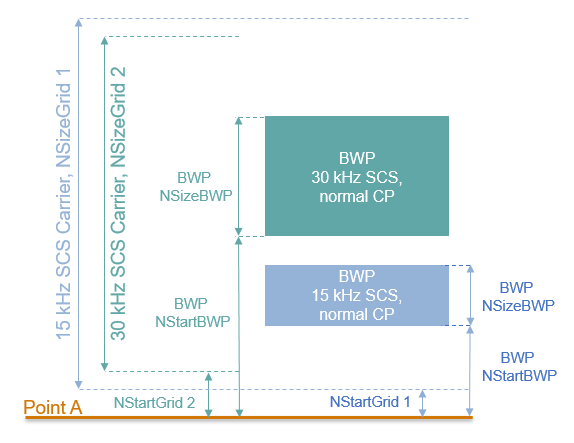 15 kHz SCS Carrier, NSizeGrid 1
30 kHz SCS Carrier, NSizeGrid 2
BWP
NSizeBWP
BWP
30 kHz SCS,
normal CP
BWP
NStartBWP
BWP
15 kHz SCS,
normal CP
BWP
NSizeBWP
BWP
NStartBWP
NStartGrid 2
NStartGrid 1
Point A